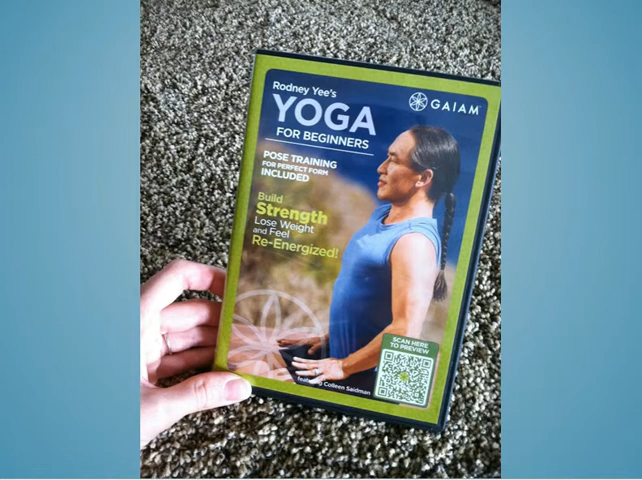 Rodney Yee's
YOGA
FOR BEGINNERS
GAIAM
POSE TRAINING
FOR PERFECT FORM
INCLUDED
Build
Strength
Lose Weight
and Feel
Re-Energized!
SCAN HERE
TO PREVIEW
featuring Colleen Saidman